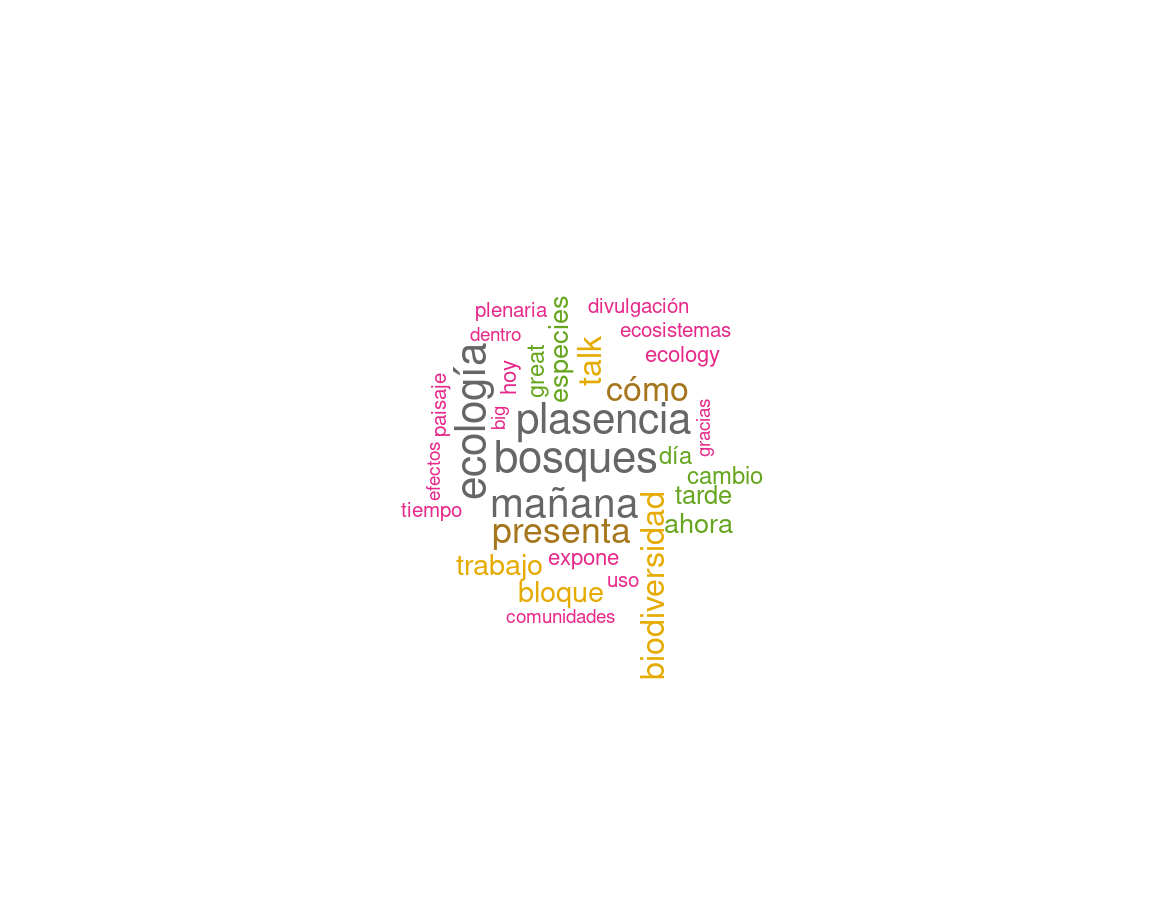 plenaria
divulgación
dentro
especies
talk
ecosistemas
ecology
great
hoy
ecología
paisaje
big
cómo
plasencia
gracias
bosques
día
efectos
cambio
tiempo
mañana
tarde
biodiversidad
ahora
presenta
trabajo
expone
uso
bloque
comunidades